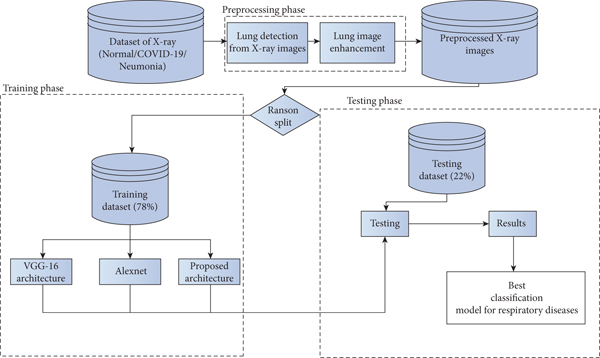 Preprocessing phase
Dataset of X-ray
(Normal/COVID-19/
Neumonia)
Lung detection
from X-ray images
Lung image
enhancement
Preprocessed X-ray
images
Training phase
Ranson
split
Testing phase
Training
dataset (78%)
Testing
dataset (22%)
VGG-16
architecture
Alexnet
Proposed
architecture
Testing
Results
Best
classification
model for respiratory diseases